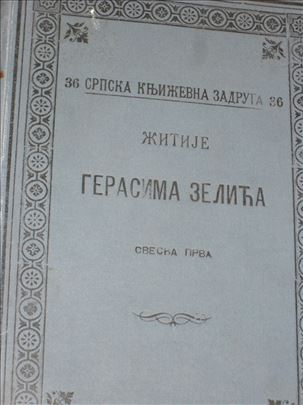 36 СРПСКА КЊИЖЕВНА ЗАДРУГА 36
ЖИТИЈЕ
ГЕРАСИМА ЗЕЛИЋА
СВЕСКА ПРВА